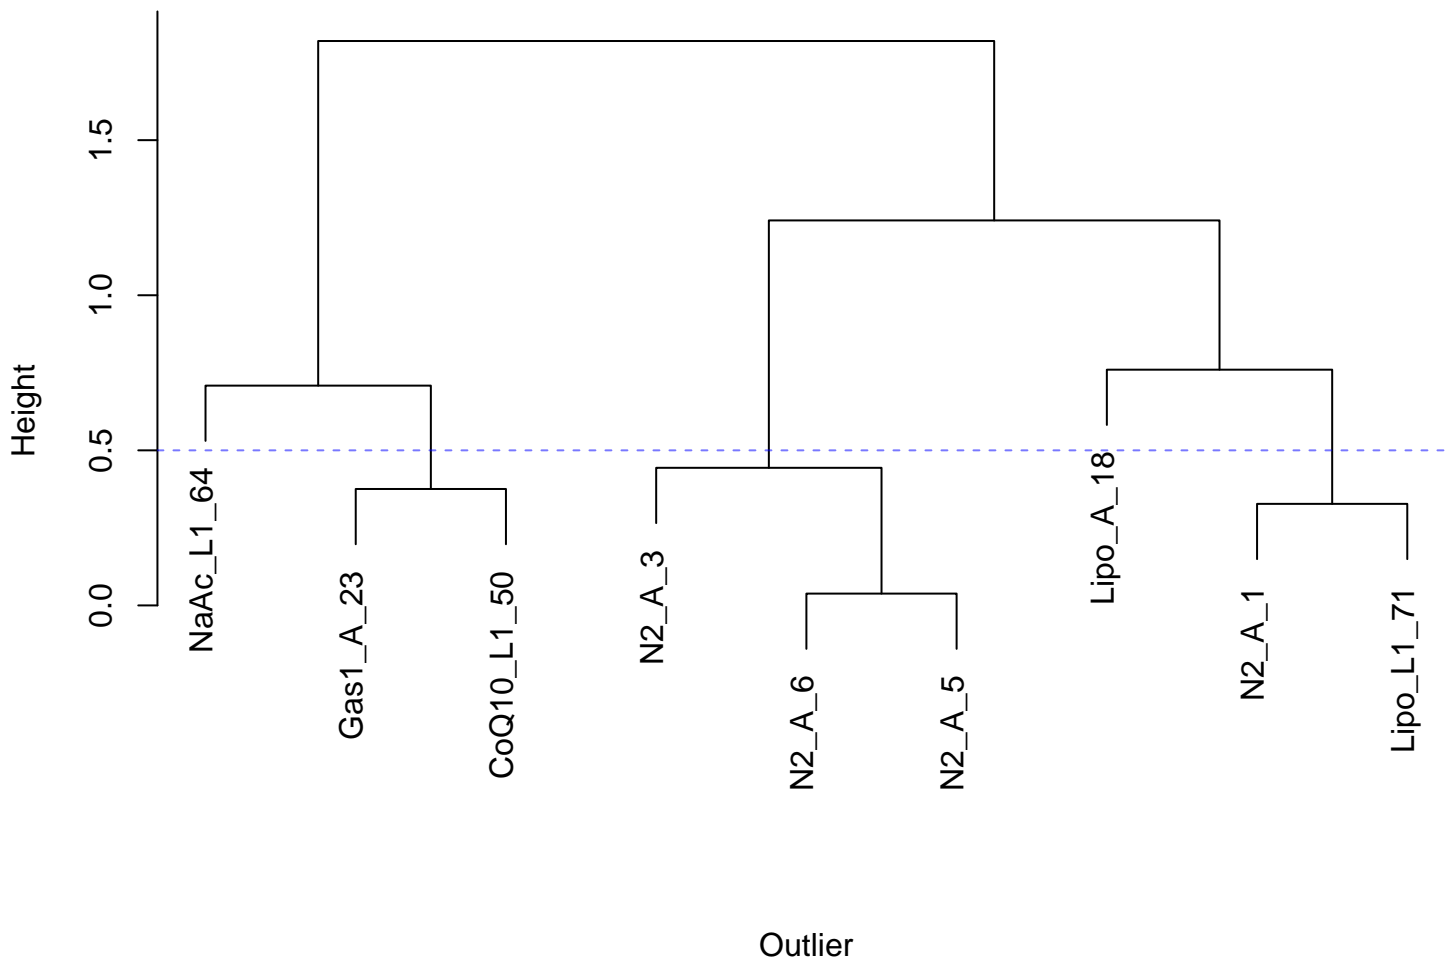 Height
1.5
1.0
0.5
0.0
NaAc_L1_64
Gas1_A_23
CoQ10_L1_50
N2_A_3
N2_A_6
N2_A_5
Lipo_A_18
N2_A_1
Lipo_L1_71
Outlier